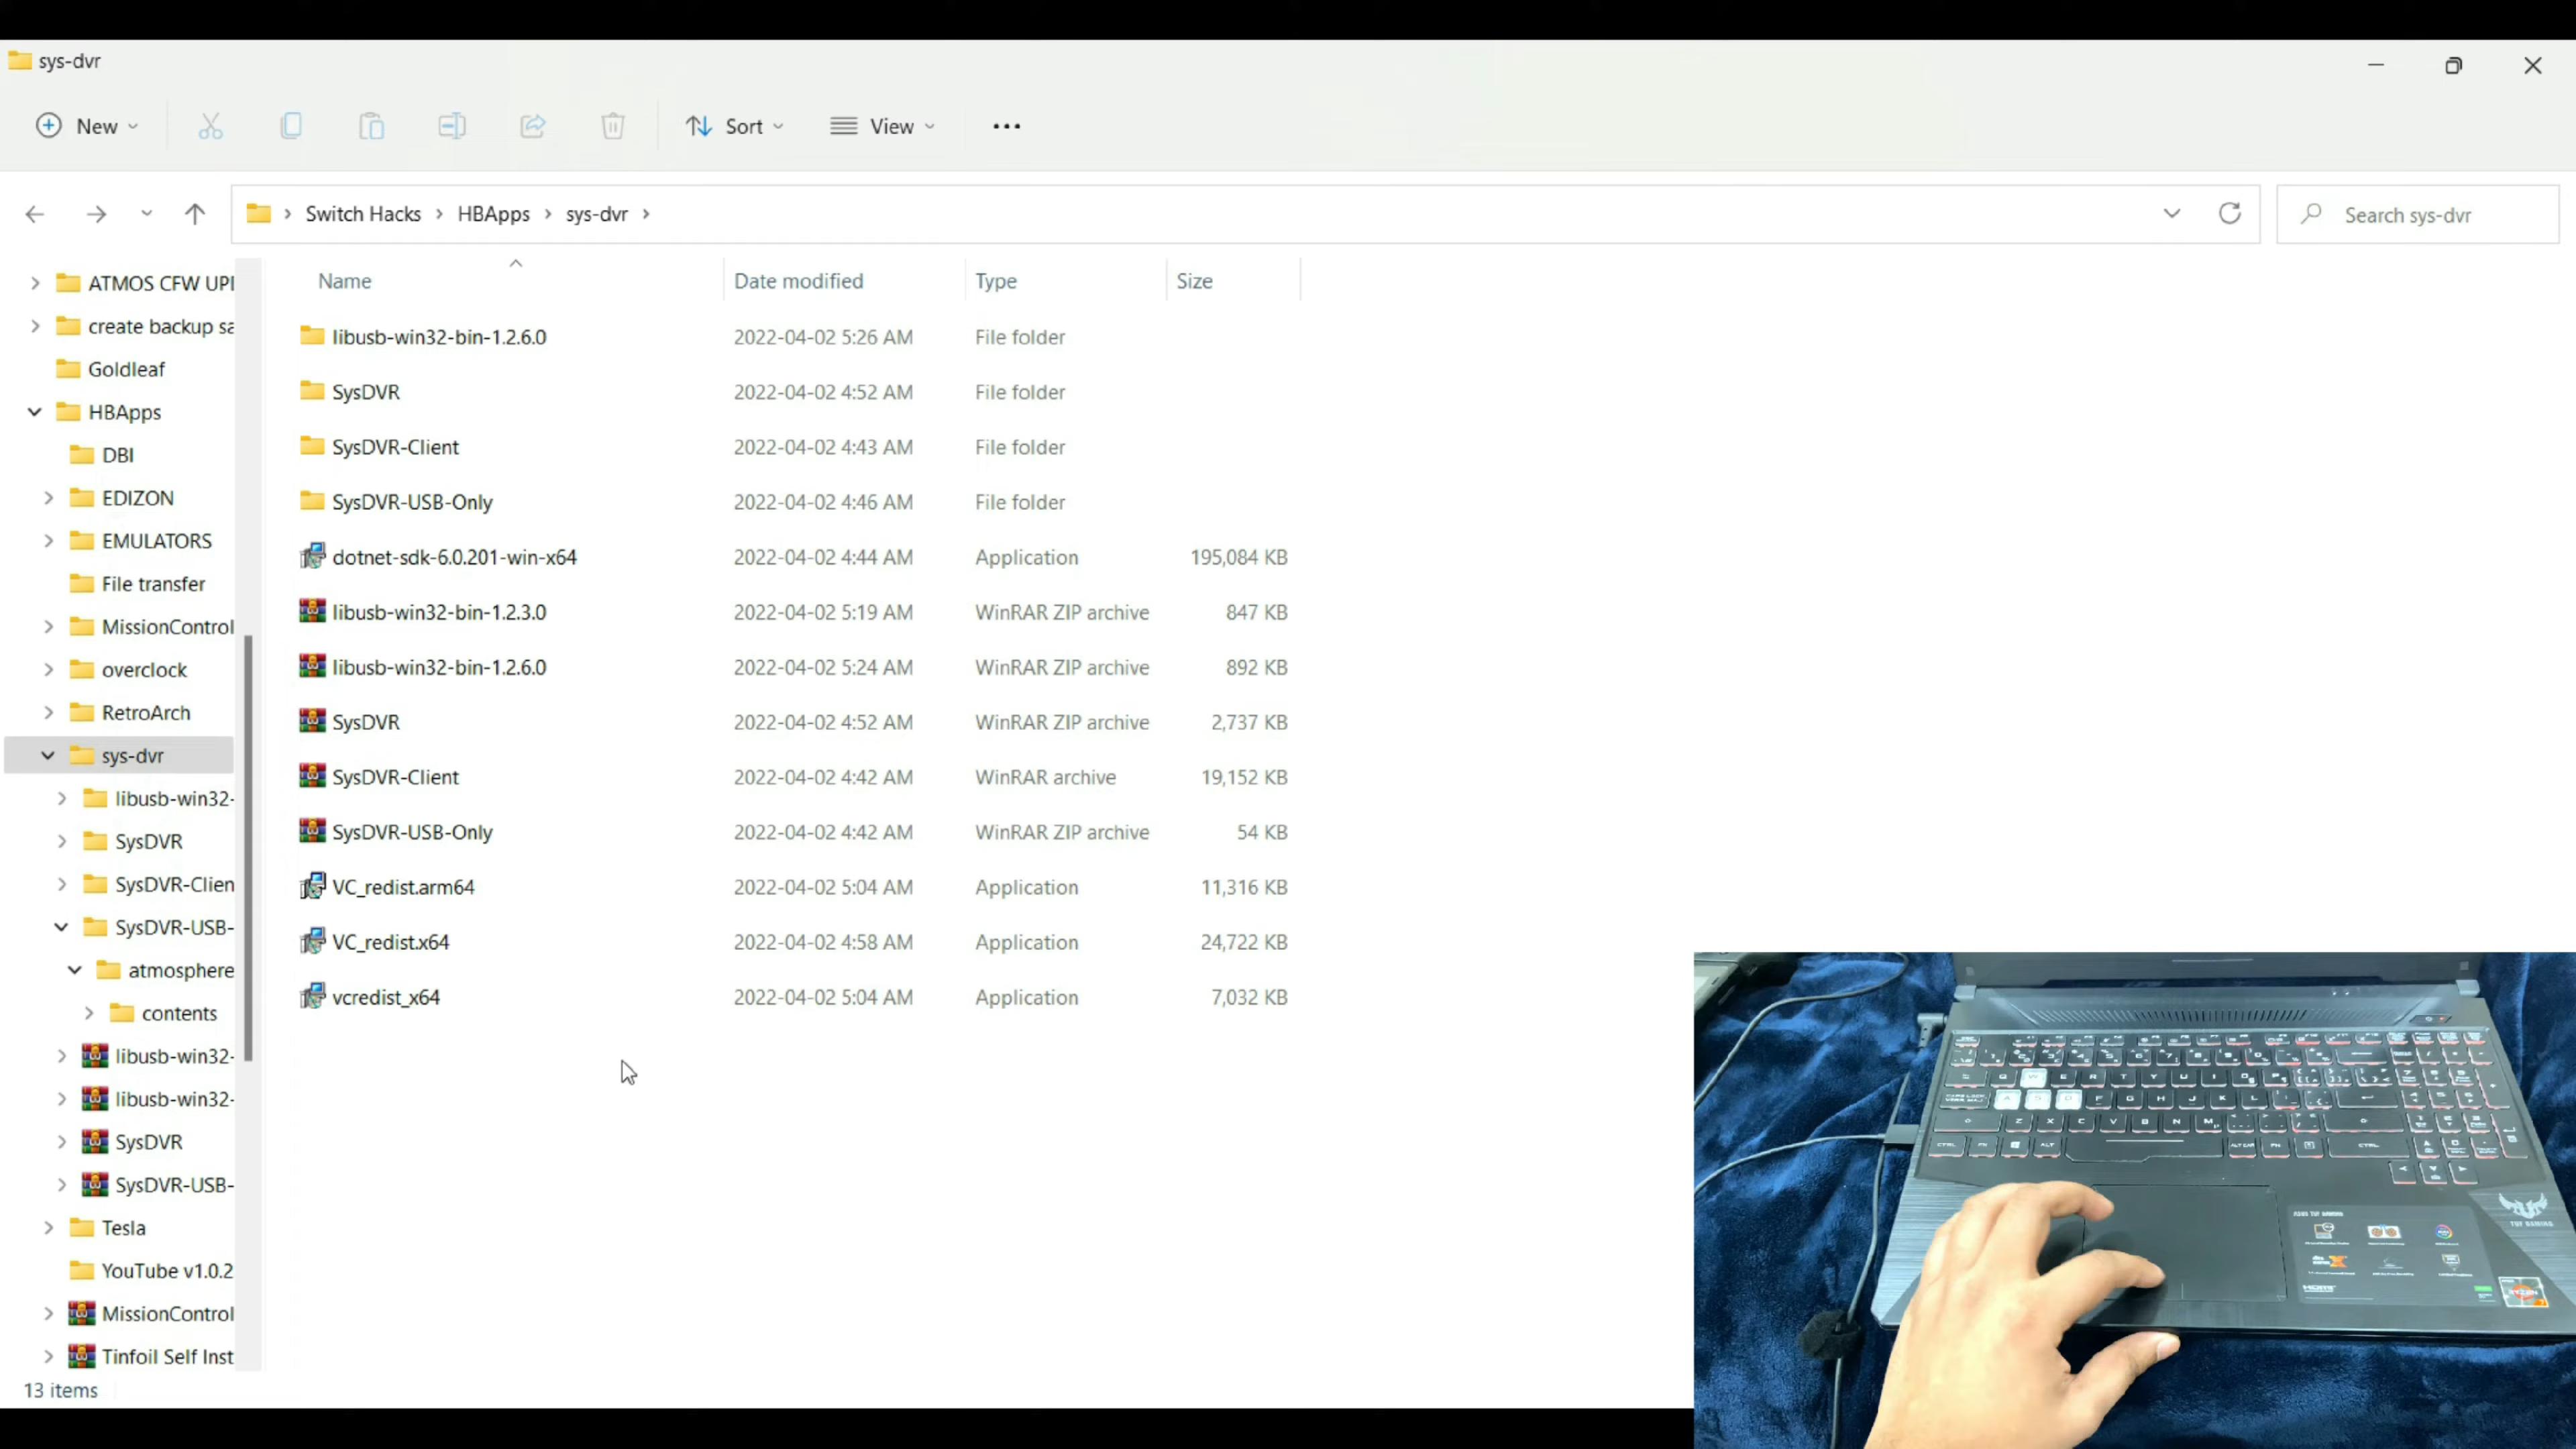 sys-dvr
New
Sort
View
Switch Hacks
HBApps
sys-dvr
Search sys-dvr
ATMOS CFW UPI
create backup sa
Goldleaf
HBApps
DBI
EDIZON
EMULATORS
File transfer
MissionControl
overclock
RetroArch
sys-dvr
libusb-win32-
SysDVR
SysDVR-Clien
SysDVR-USB-
atmosphere
contents
libusb-win32-
libusb-win32-
SysDVR
SysDVR-USB-
Tesla
YouTube v1.0.2
MissionControl
Tinfoil Self Inst
Name Date modified Type Size
libusb-win32-bin-1.2.6.0 2022-04-02 5:26 AM File folder
SysDVR 2022-04-02 4:52 AM File folder
SysDVR-Client 2022-04-02 4:43 AM File folder
SysDVR-USB-Only 2022-04-02 4:46 AM File folder
dotnet-sdk-6.0.201-win-x64 2022-04-02 4:44 AM Application 195,084 KB
libusb-win32-bin-1.2.3.0 2022-04-02 5:19 AM WinRAR ZIP archive 847 KB
libusb-win32-bin-1.2.6.0 2022-04-02 5:24 AM WinRAR ZIP archive 892 KB
SysDVR 2022-04-02 4:52 AM WinRAR ZIP archive 2,737 KB
SysDVR-Client 2022-04-02 4:42 AM WinRAR archive 19,152 KB
SysDVR-USB-Only 2022-04-02 4:42 AM WinRAR ZIP archive 54 KB
VC_redist.arm64 2022-04-02 5:04 AM Application 11,316 KB
VC_redist.x64 2022-04-02 4:58 AM Application 24,722 KB
vcredist_x64 2022-04-02 5:04 AM Application 7,032 KB
13 items
ASUS TUF GAMING
TUF GAMING
HDMI
RYZEN